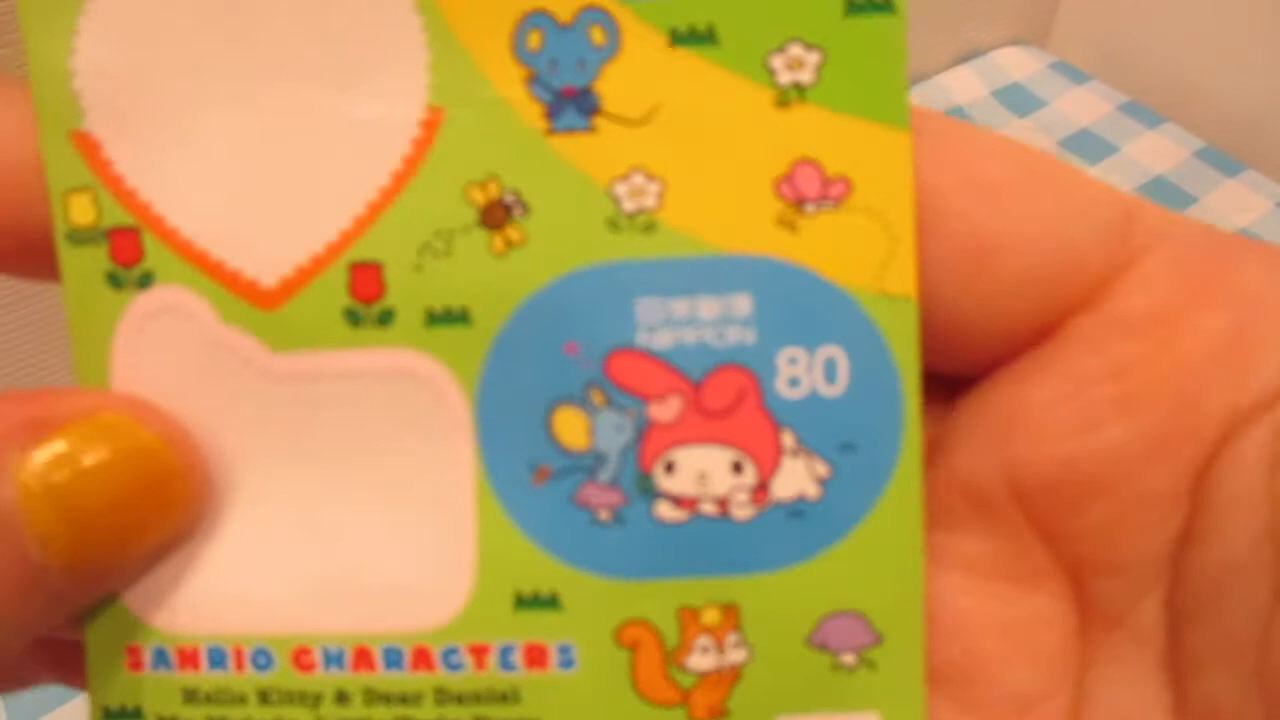 日本郵便
NIPPON
80
SANRIO CHARACTERS
Hello Kitty & Dear Daniel